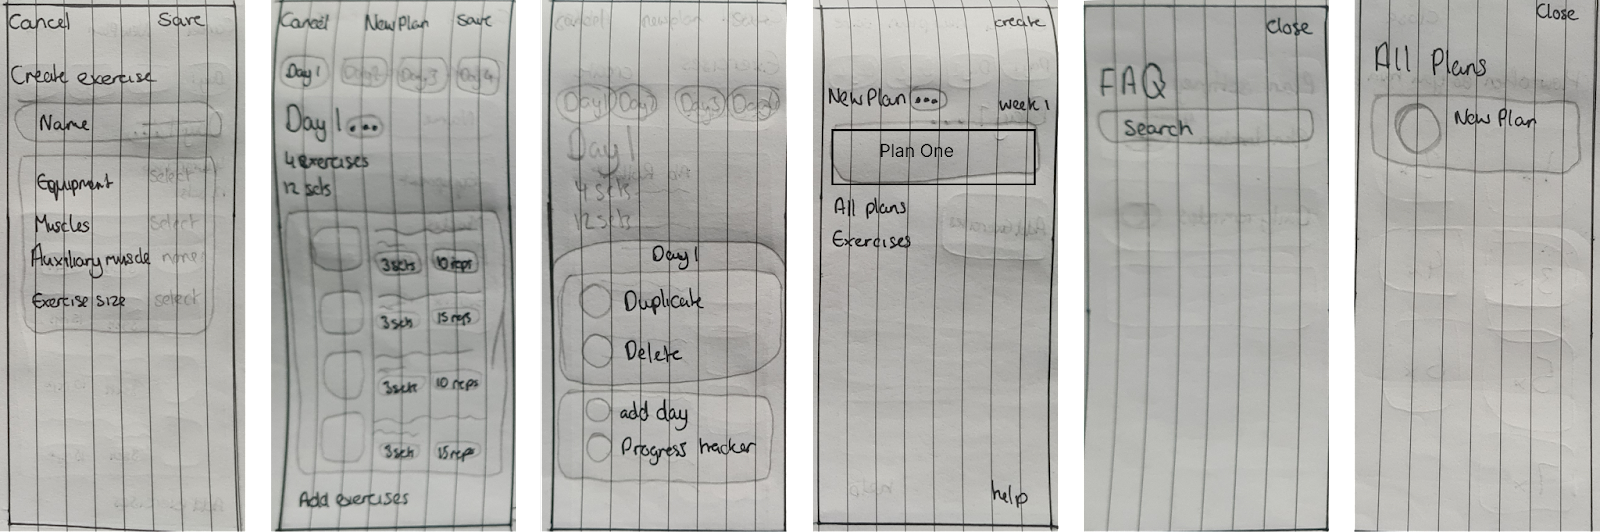 Cancel Save
Create exercise
Name
Equipment select
Muscles select
Auxiliary muscle none
Exercise size select
Cancel New Plan Save
Day 1 Day 2 Day 3 Day 4
Day 1 ...
4 exercises
12 sets
3 sets 10 reps
3 sets 15 reps
3 sets 10 reps
3 sets 15 reps
Add exercises
Cancel new plan Save
Day 1 Day 2 Day 3
Day 1
4 sets
12 sets
Day 1
Duplicate
Delete
add day
Progress tracker
create
New Plan ... week 1
Plan One
All plans
Exercises
help
Close
FAQ
Search
Close
All Plans
New Plan